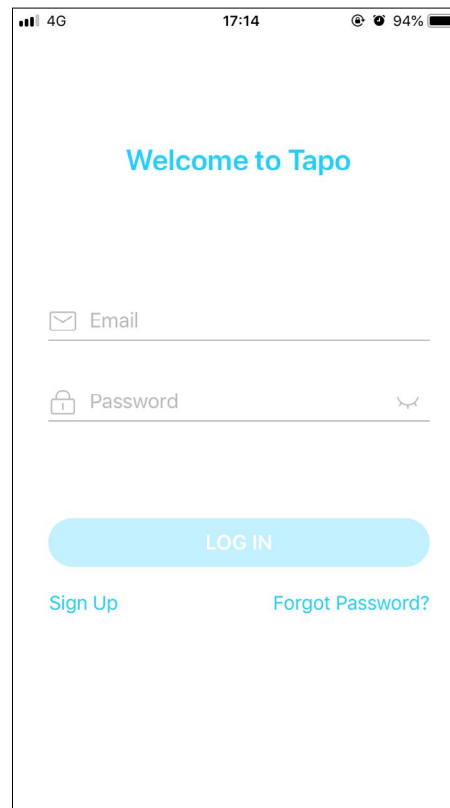 4G 17:14 94%
Welcome to Tapo
Email
Password
LOG IN
Sign Up Forgot Password?